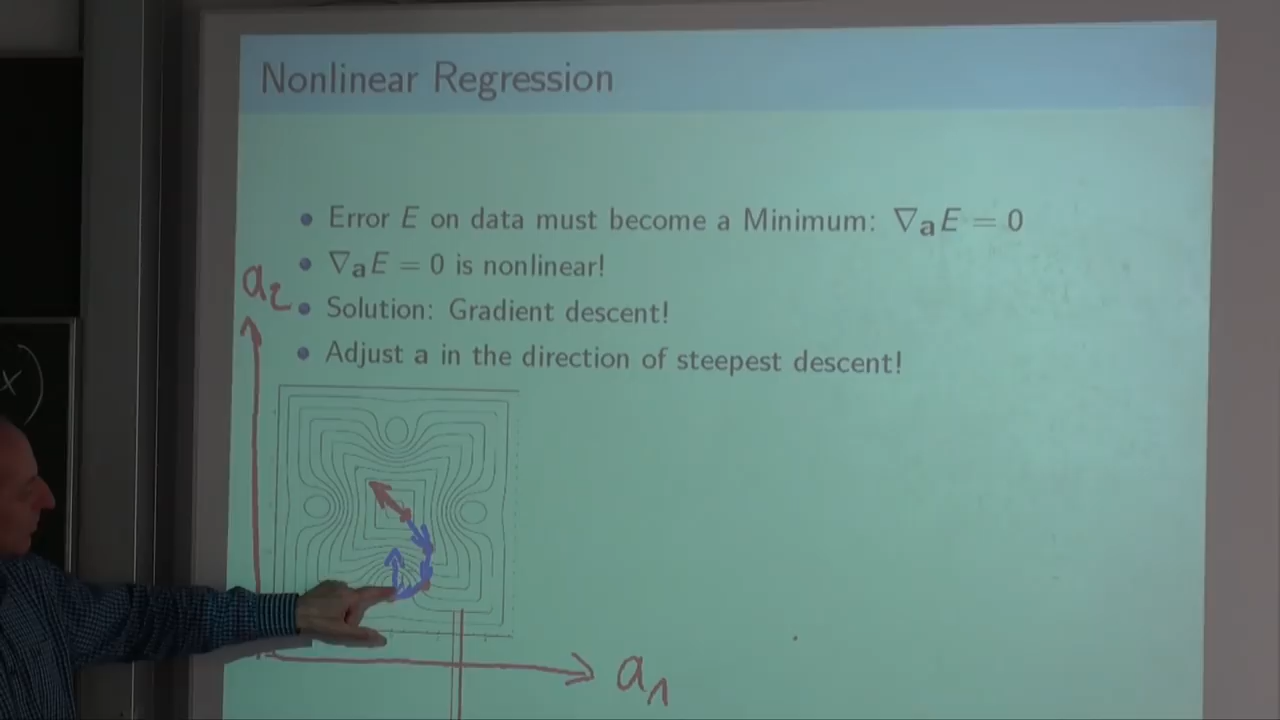 Nonlinear Regression
Error E on data must become a Minimum: ∇aE = 0
∇aE = 0 is nonlinear!
a2
Solution: Gradient descent!
Adjust a in the direction of steepest descent!
x)
a1